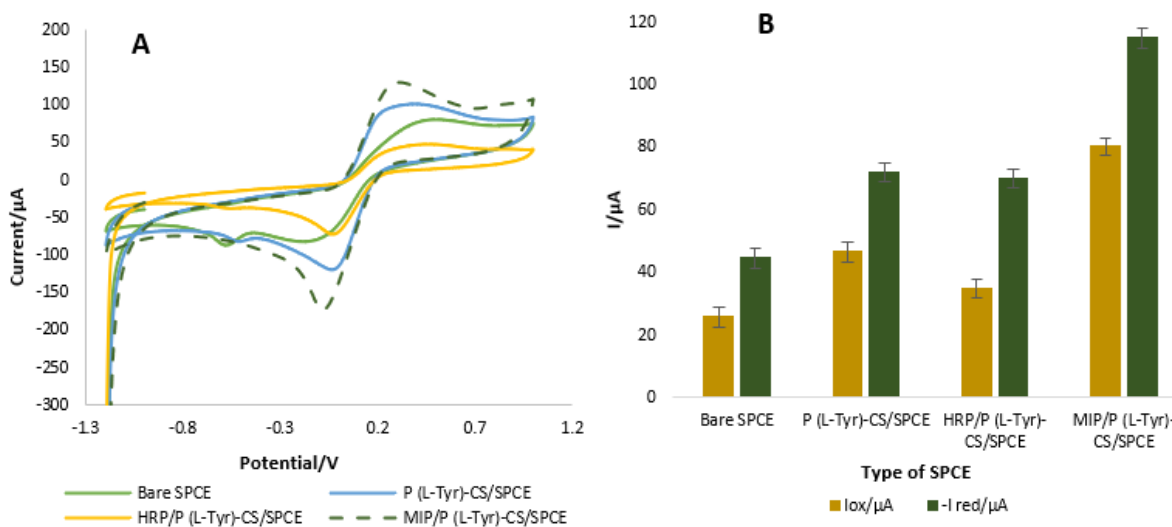 A
200
150
100
50
0
-50
-100
-150
-200
-250
-300
Current/µA
-1.3
-0.8
-0.3
0.2
0.7
1.2
Potential/V
Bare SPCE
P (L-Tyr)-CS/SPCE
HRP/P (L-Tyr)-CS/SPCE
MIP/P (L-Tyr)-CS/SPCE
B
120
100
80
60
40
20
0
I/µA
Bare SPCE
P (L-Tyr)-CS/SPCE
HRP/P (L-Tyr)-
CS/SPCE
MIP/P (L-Tyr)-
CS/SPCE
Type of SPCE
Iox/µA
-I red/µA